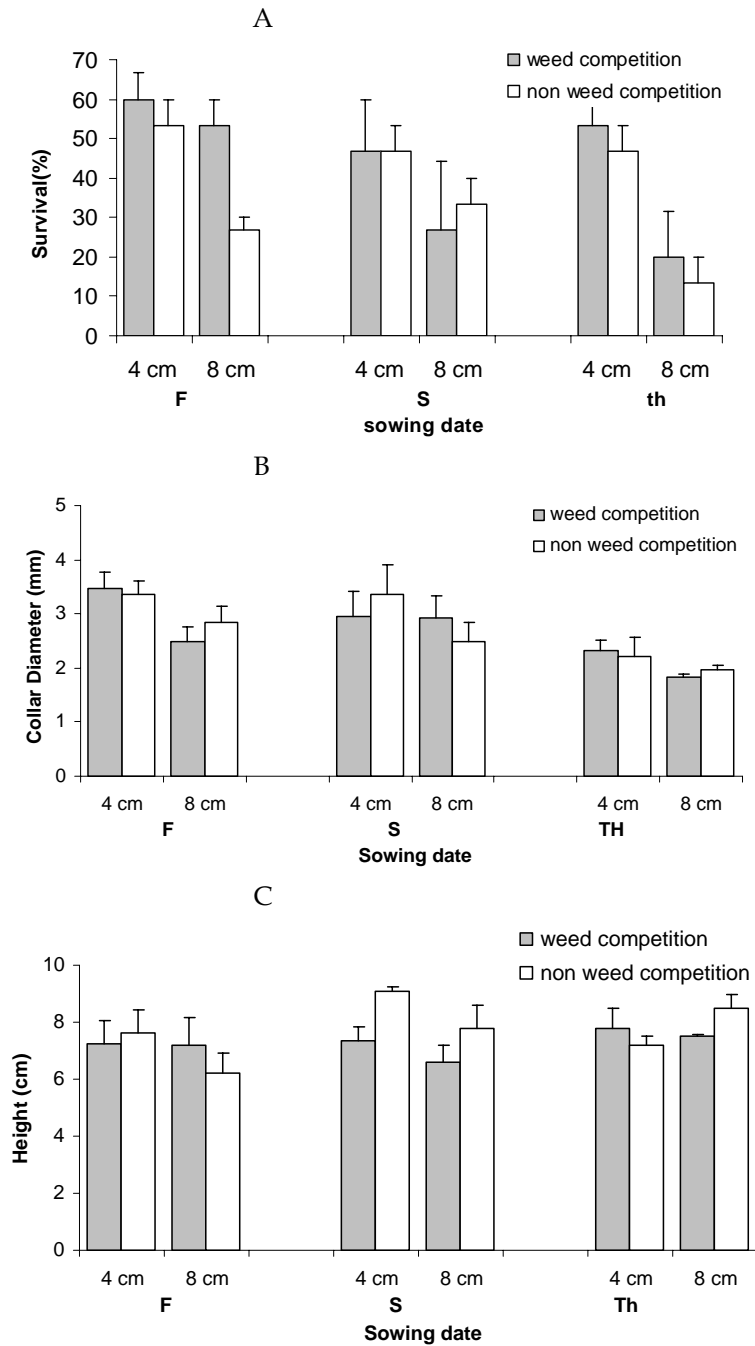 A
70
60
50
40
30
20
10
0
Survival(%)
weed competition
non weed competition
4 cm 8 cm 4 cm 8 cm 4 cm 8 cm
F S th
sowing date
B
5
4
3
2
1
0
Collar Diameter (mm)
weed competition
non weed competition
4 cm 8 cm 4 cm 8 cm 4 cm 8 cm
F S TH
Sowing date
C
10
8
6
4
2
0
Height (cm)
weed competition
non weed competition
4 cm 8 cm 4 cm 8 cm 4 cm 8 cm
F S Th
Sowing date